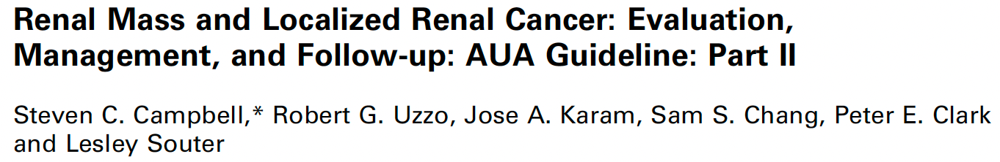 Renal Mass and Localized Renal Cancer: Evaluation,
Management, and Follow-up: AUA Guideline: Part II
Steven C. Campbell,* Robert G. Uzzo, Jose A. Karam, Sam S. Chang, Peter E. Clark
and Lesley Souter